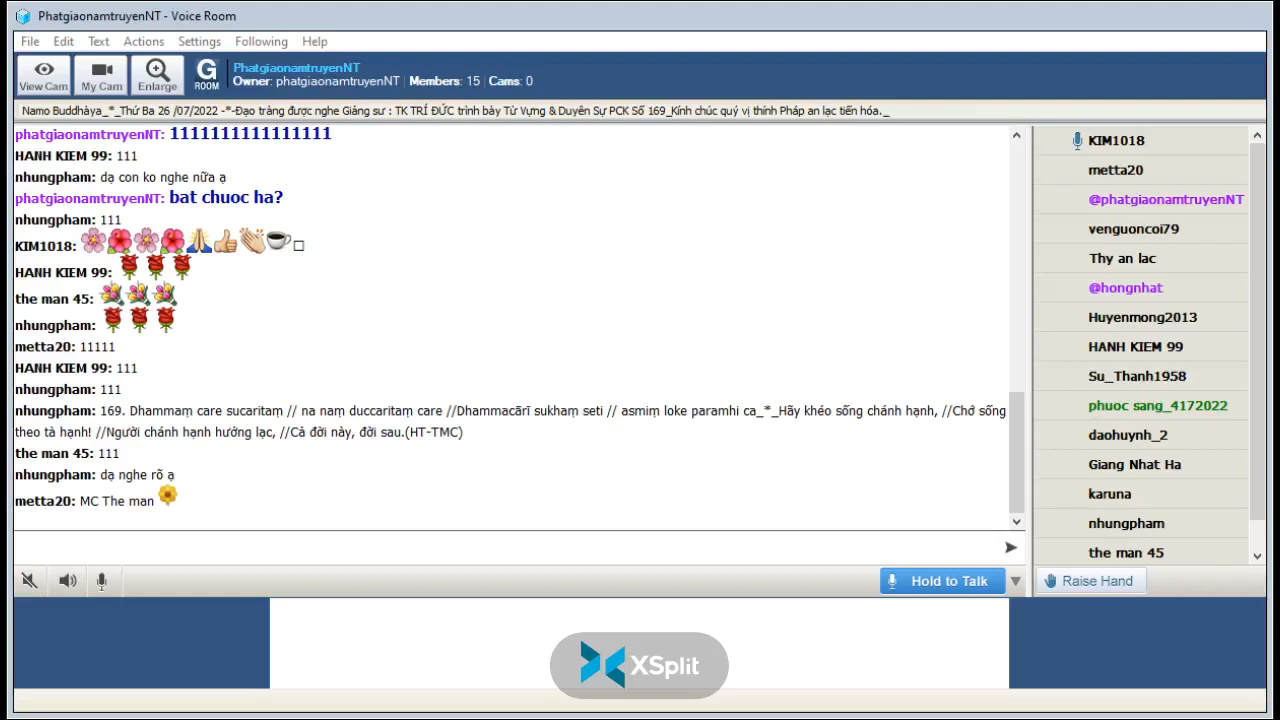 PhatgiaonamtruyenNT - Voice Room
File Edit Text Actions Settings Following Help
View Cam My Cam Enlarge G ROOM
PhatgiaonamtruyenNT
Owner: phatgiaonamtruyenNT | Members: 15 | Cams: 0
Namo Buddhàya_*_Thứ Ba 26 /07/2022 -*-Đạo tràng được nghe Giảng sư : TK TRÍ ĐỨC trình bày Từ Vựng & Duyên Sự PCK Số 169_Kính chúc quý vị thính Pháp an lạc tiến hóa._
phatgiaonamtruyenNT: 1111111111111111
HANH KIEM 99: 111
nhungpham: dạ con ko nghe nữa ạ
phatgiaonamtruyenNT: bat chuoc ha?
nhungpham: 111
KIM1018:
HANH KIEM 99:
the man 45:
nhungpham:
metta20: 11111
HANH KIEM 99: 111
nhungpham: 111
nhungpham: 169. Dhammaṃ care sucaritaṃ // na naṃ duccaritaṃ care //Dhammacārī sukhaṃ seti // asmiṃ loke paramhi ca_*_Hãy khéo sống chánh hạnh, //Chớ sống
theo tà hạnh! //Người chánh hạnh hưởng lạc, //Cả đời này, đời sau.(HT-TMC)
the man 45: 111
nhungpham: dạ nghe rõ ạ
metta20: MC The man
KIM1018
metta20
@phatgiaonamtruyenNT
venguoncoi79
Thy an lac
@hongnhat
Huyenmong2013
HANH KIEM 99
Su_Thanh1958
phuoc sang_4172022
daohuynh_2
Giang Nhat Ha
karuna
nhungpham
the man 45
Hold to Talk
Raise Hand
XSplit